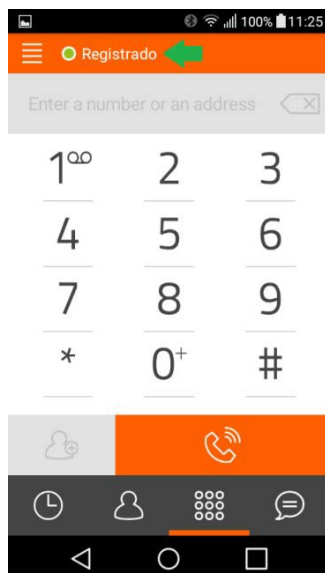 100% 11:25
Registrado
Enter a number or an address
1 2 3
4 5 6
7 8 9
* 0+ #